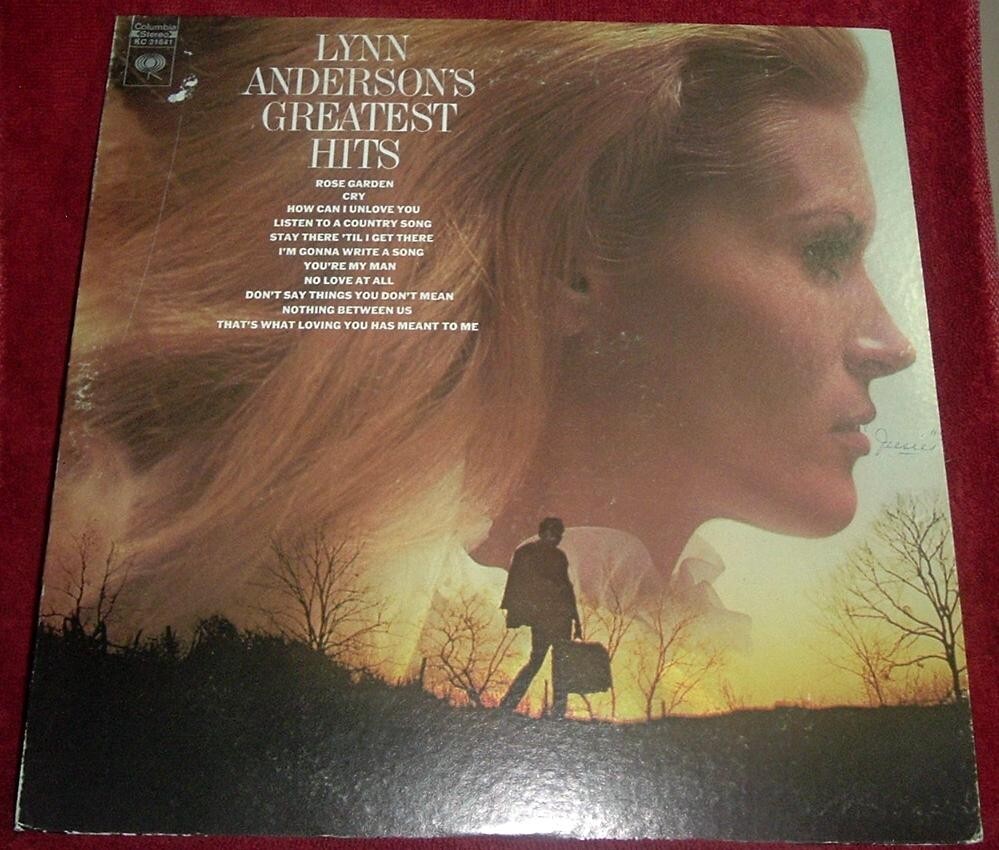 Columbia
Stereo
KC 31641
LYNN
ANDERSON'S
GREATEST
HITS
ROSE GARDEN
CRY
HOW CAN I UNLOVE YOU
LISTEN TO A COUNTRY SONG
STAY THERE 'TIL I GET THERE
I'M GONNA WRITE A SONG
YOU'RE MY MAN
NO LOVE AT ALL
DON'T SAY THINGS YOU DON'T MEAN
NOTHING BETWEEN US
THAT'S WHAT LOVING YOU HAS MEANT TO ME
"Jessie"